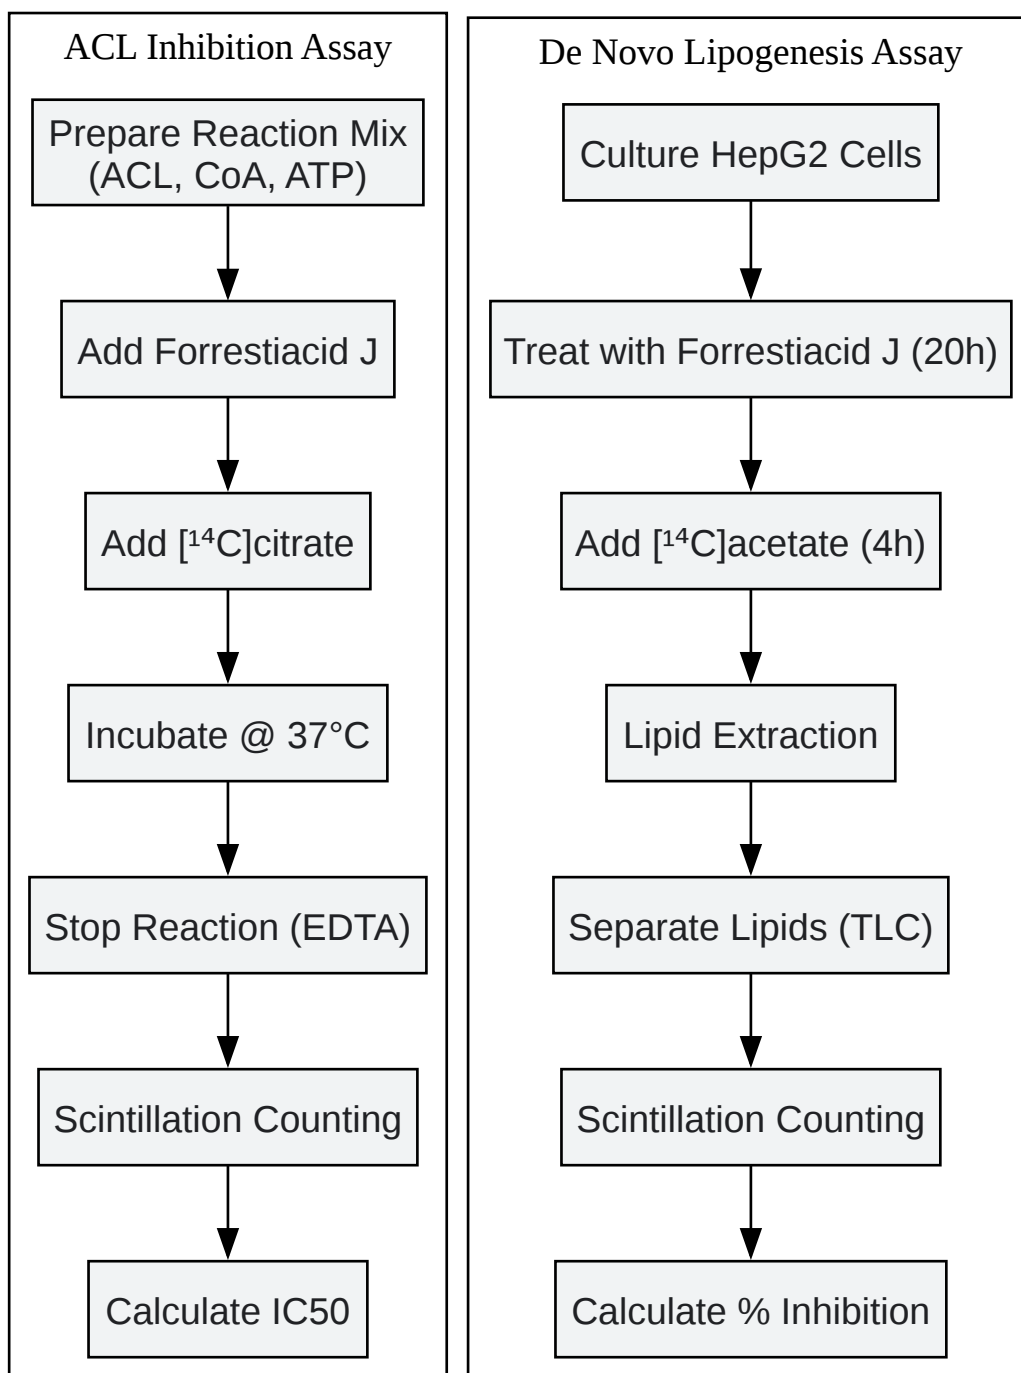 ACL Inhibition Assay
Prepare Reaction Mix
(ACL, CoA, ATP)
Add Forrestiacid J
Add [¹⁴C]citrate
Incubate @ 37°C
Stop Reaction (EDTA)
Scintillation Counting
Calculate IC50
De Novo Lipogenesis Assay
Culture HepG2 Cells
Treat with Forrestiacid J (20h)
Add [¹⁴C]acetate (4h)
Lipid Extraction
Separate Lipids (TLC)
Scintillation Counting
Calculate % Inhibition